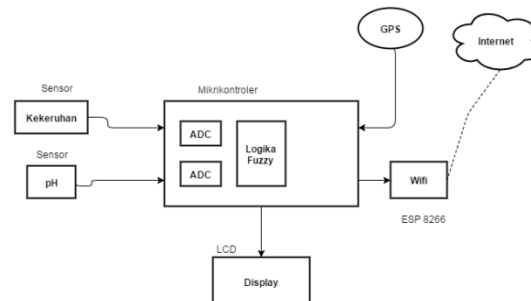 GPS
Internet
Sensor
Mikrikontroler
Kekeruhan
ADC
Logika
Fuzzy
Sensor
ADC
pH
Wifi
ESP 8266
LCD
Display